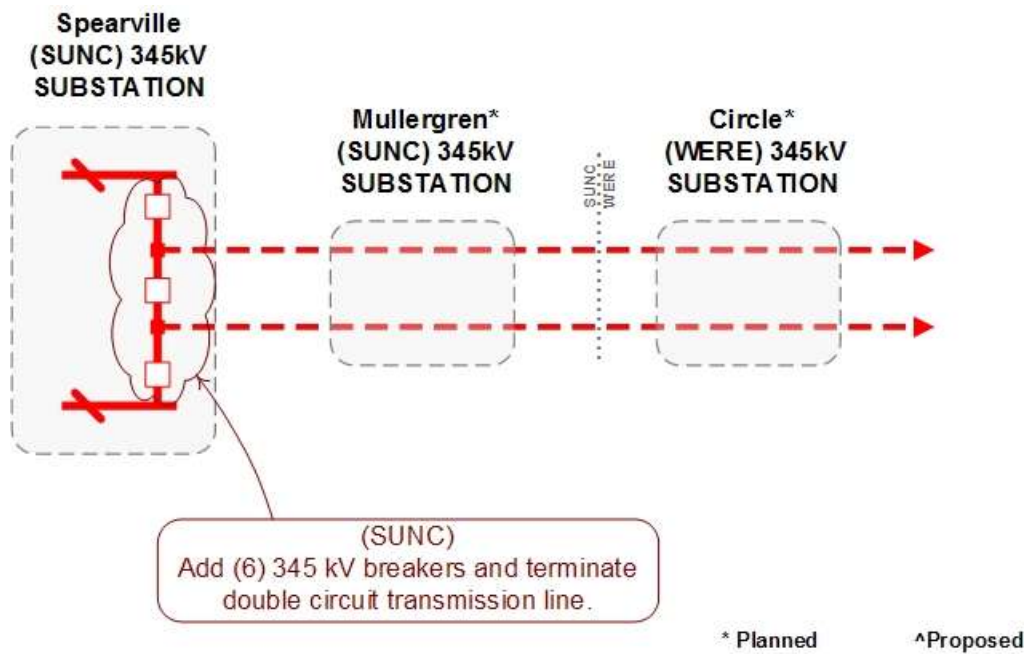 Spearville
(SUNC) 345kV
SUBSTATION
Mullergren*
(SUNC) 345kV
SUBSTATION
SUNC
WERE
Circle*
(WERE) 345kV
SUBSTATION
(SUNC)
Add (6) 345 kV breakers and terminate
double circuit transmission line.
* Planned
^Proposed